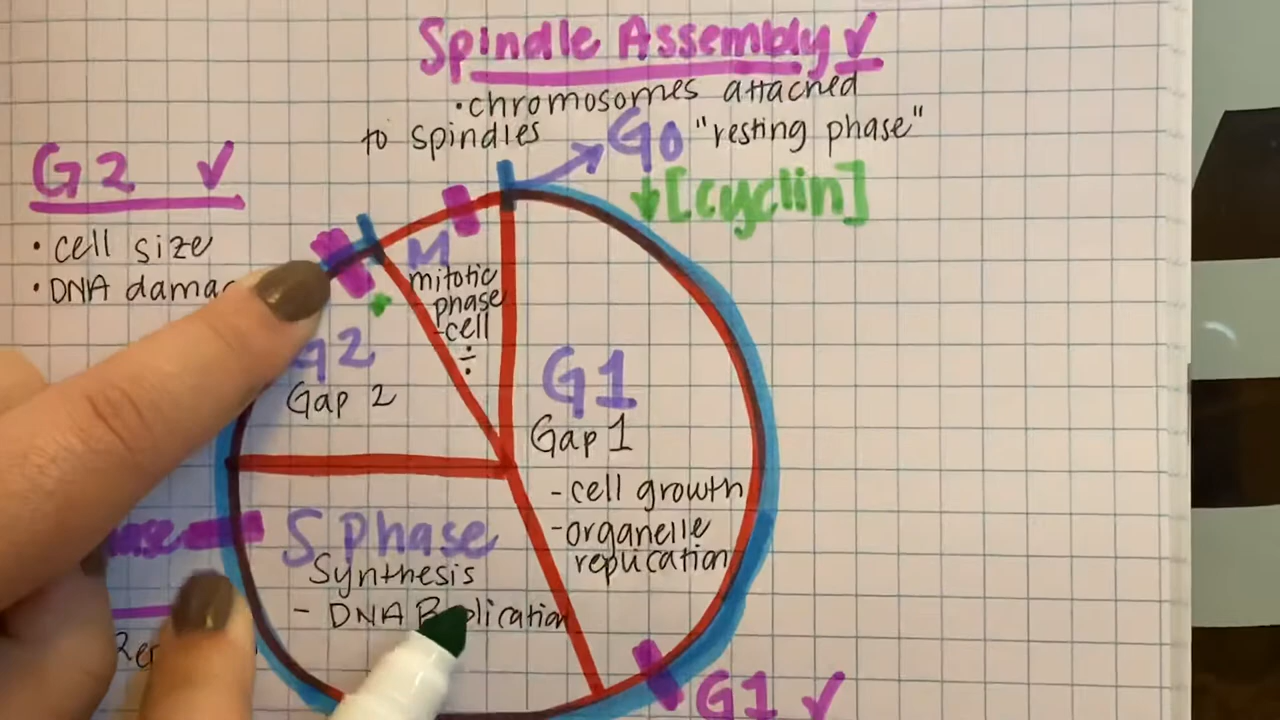 Spindle Assembly ✓
• chromosomes attached
to spindles
G0 "resting phase"
↓[cyclin]
G2 ✓
• cell size
• DNA
M
mitotic
phase
-cell
÷
G2
Gap 2
G1
Gap 1
- cell growth
- organelle
replication
S Phase
Synthesis
- DNA Replication
G1 ✓